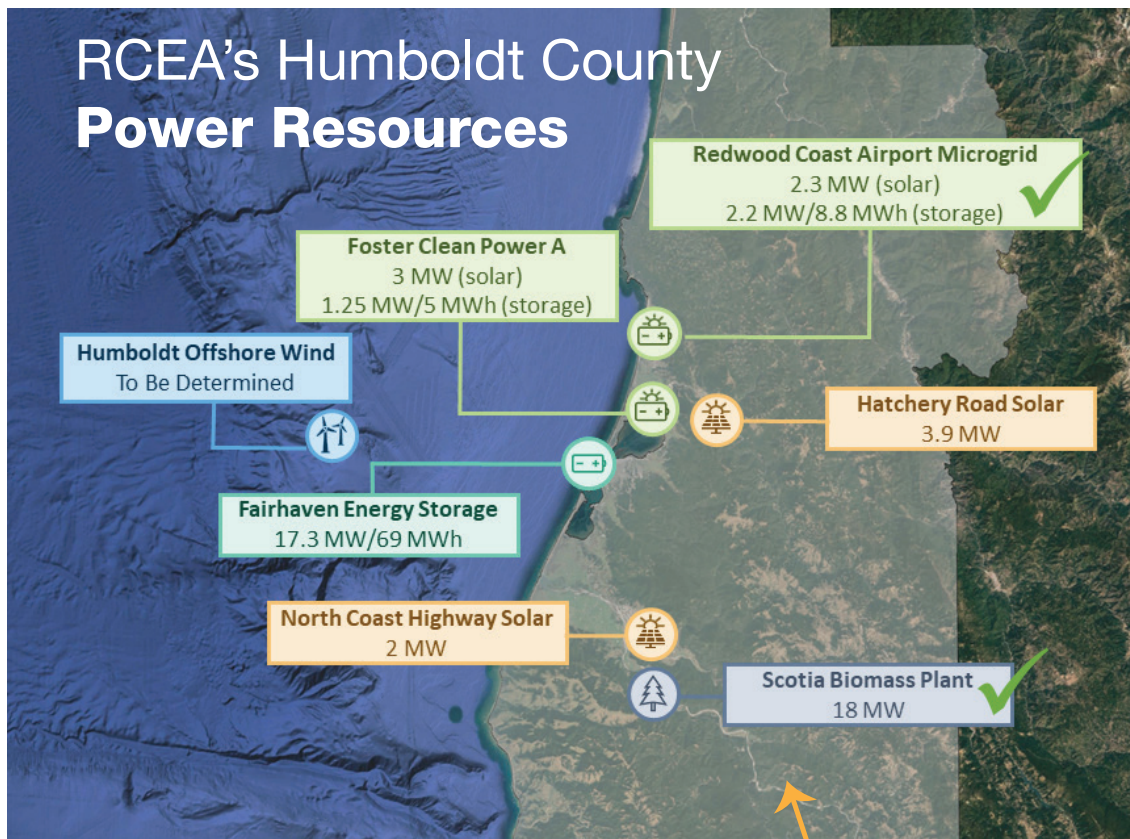 RCEA's Humboldt County
Power Resources
Redwood Coast Airport Microgrid
2.3 MW (solar)
2.2 MW/8.8 MWh (storage)
Foster Clean Power A
3 MW (solar)
1.25 MW/5 MWh (storage)
Humboldt Offshore Wind
To Be Determined
Hatchery Road Solar
3.9 MW
Fairhaven Energy Storage
17.3 MW/69 MWh
North Coast Highway Solar
2 MW
Scotia Biomass Plant
18 MW